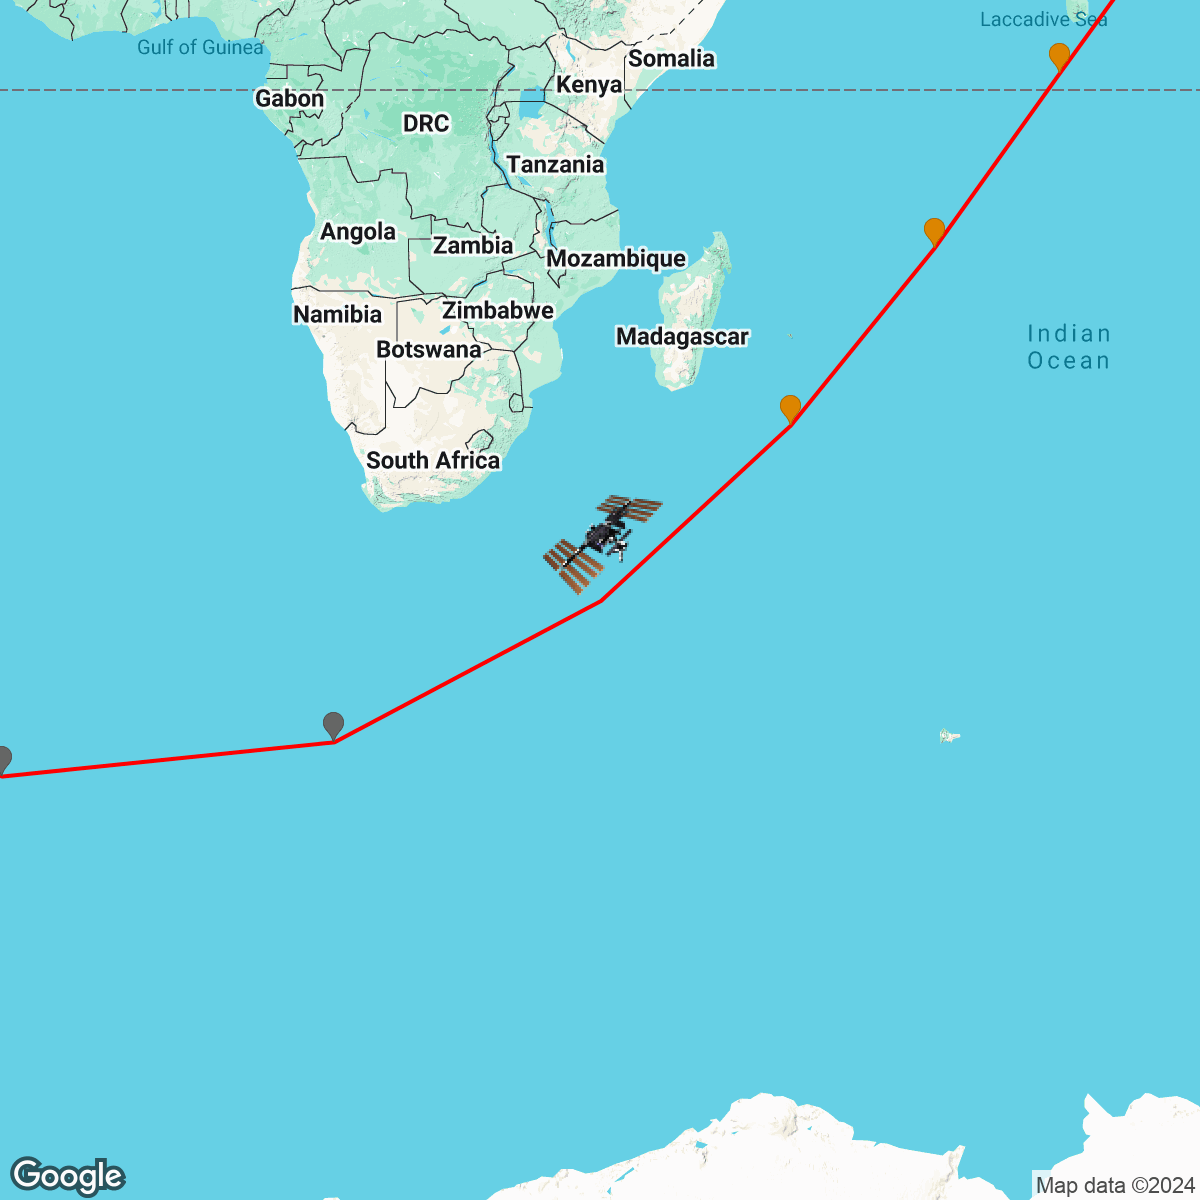 Laccadive Sea
Gulf of Guinea
Somalia
Kenya
Gabon
DRC
Tanzania
Angola
Zambia
Mozambique
Namibia
Zimbabwe
Madagascar
Indian
Ocean
Botswana
South Africa
Google
Map data ©2024